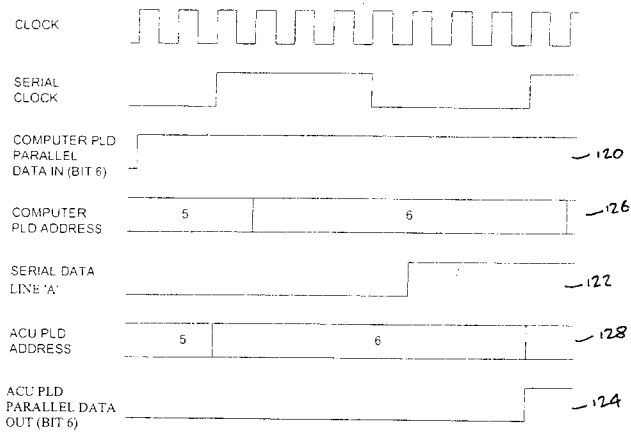 CLOCK
SERIAL
CLOCK
COMPUTER PLD
PARALLEL
DATA IN (BIT 6)
120
COMPUTER
PLD ADDRESS
5
6
126
SERIAL DATA
LINE 'A'
122
ACU PLD
ADDRESS
5
6
128
ACU PLD
PARALLEL DATA
OUT (BIT 6)
124